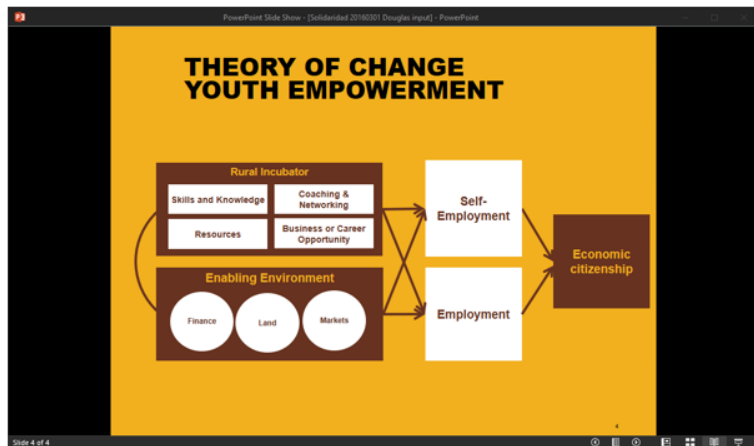 PowerPoint Slide Show - [Solidaridad 20160301 Douglas input] - PowerPoint
THEORY OF CHANGE
YOUTH EMPOWERMENT
Rural Incubator
Skills and Knowledge
Coaching &
Networking
Resources
Business or Career
Opportunity
Enabling Environment
Finance
Land
Markets
Self-
Employment
Employment
Economic
citizenship
4
Slide 4 of 4